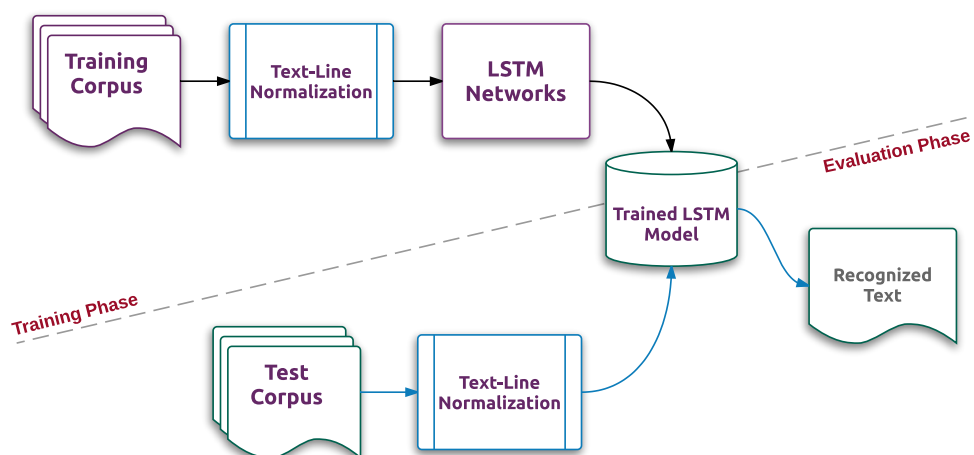 Training
Corpus
Text-Line
Normalization
LSTM
Networks
Evaluation Phase
Trained LSTM
Model
Recognized
Text
Training Phase
Test
Corpus
Text-Line
Normalization